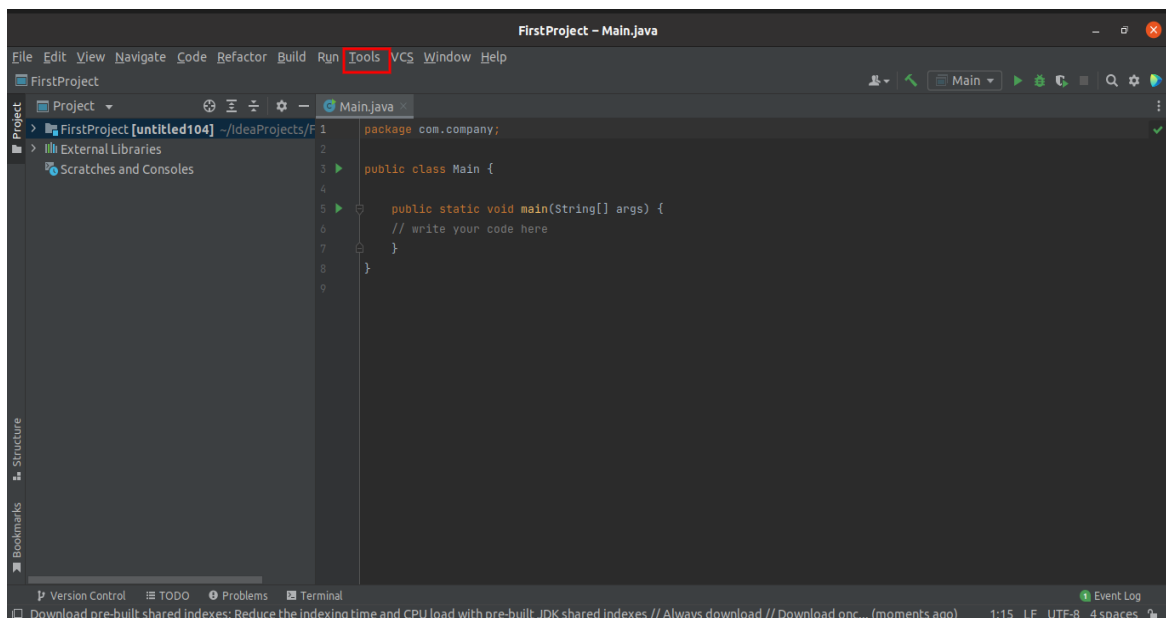 FirstProject – Main.java
File Edit View Navigate Code Refactor Build Run Tools VCS Window Help
FirstProject
Main
Project
Project
Main.java
FirstProject [untitled104] ~/IdeaProjects/F
External Libraries
Scratches and Consoles
1 package com.company;
2
3 public class Main {
4
5 public static void main(String[] args) {
6 // write your code here
7 }
8 }
9
Structure
Bookmarks
Version Control TODO Problems Terminal
1 Event Log
Download pre-built shared indexes: Reduce the indexing time and CPU load with pre-built JDK shared indexes // Always download // Download onc... (moments ago) 1:15 LF UTF-8 4 spaces